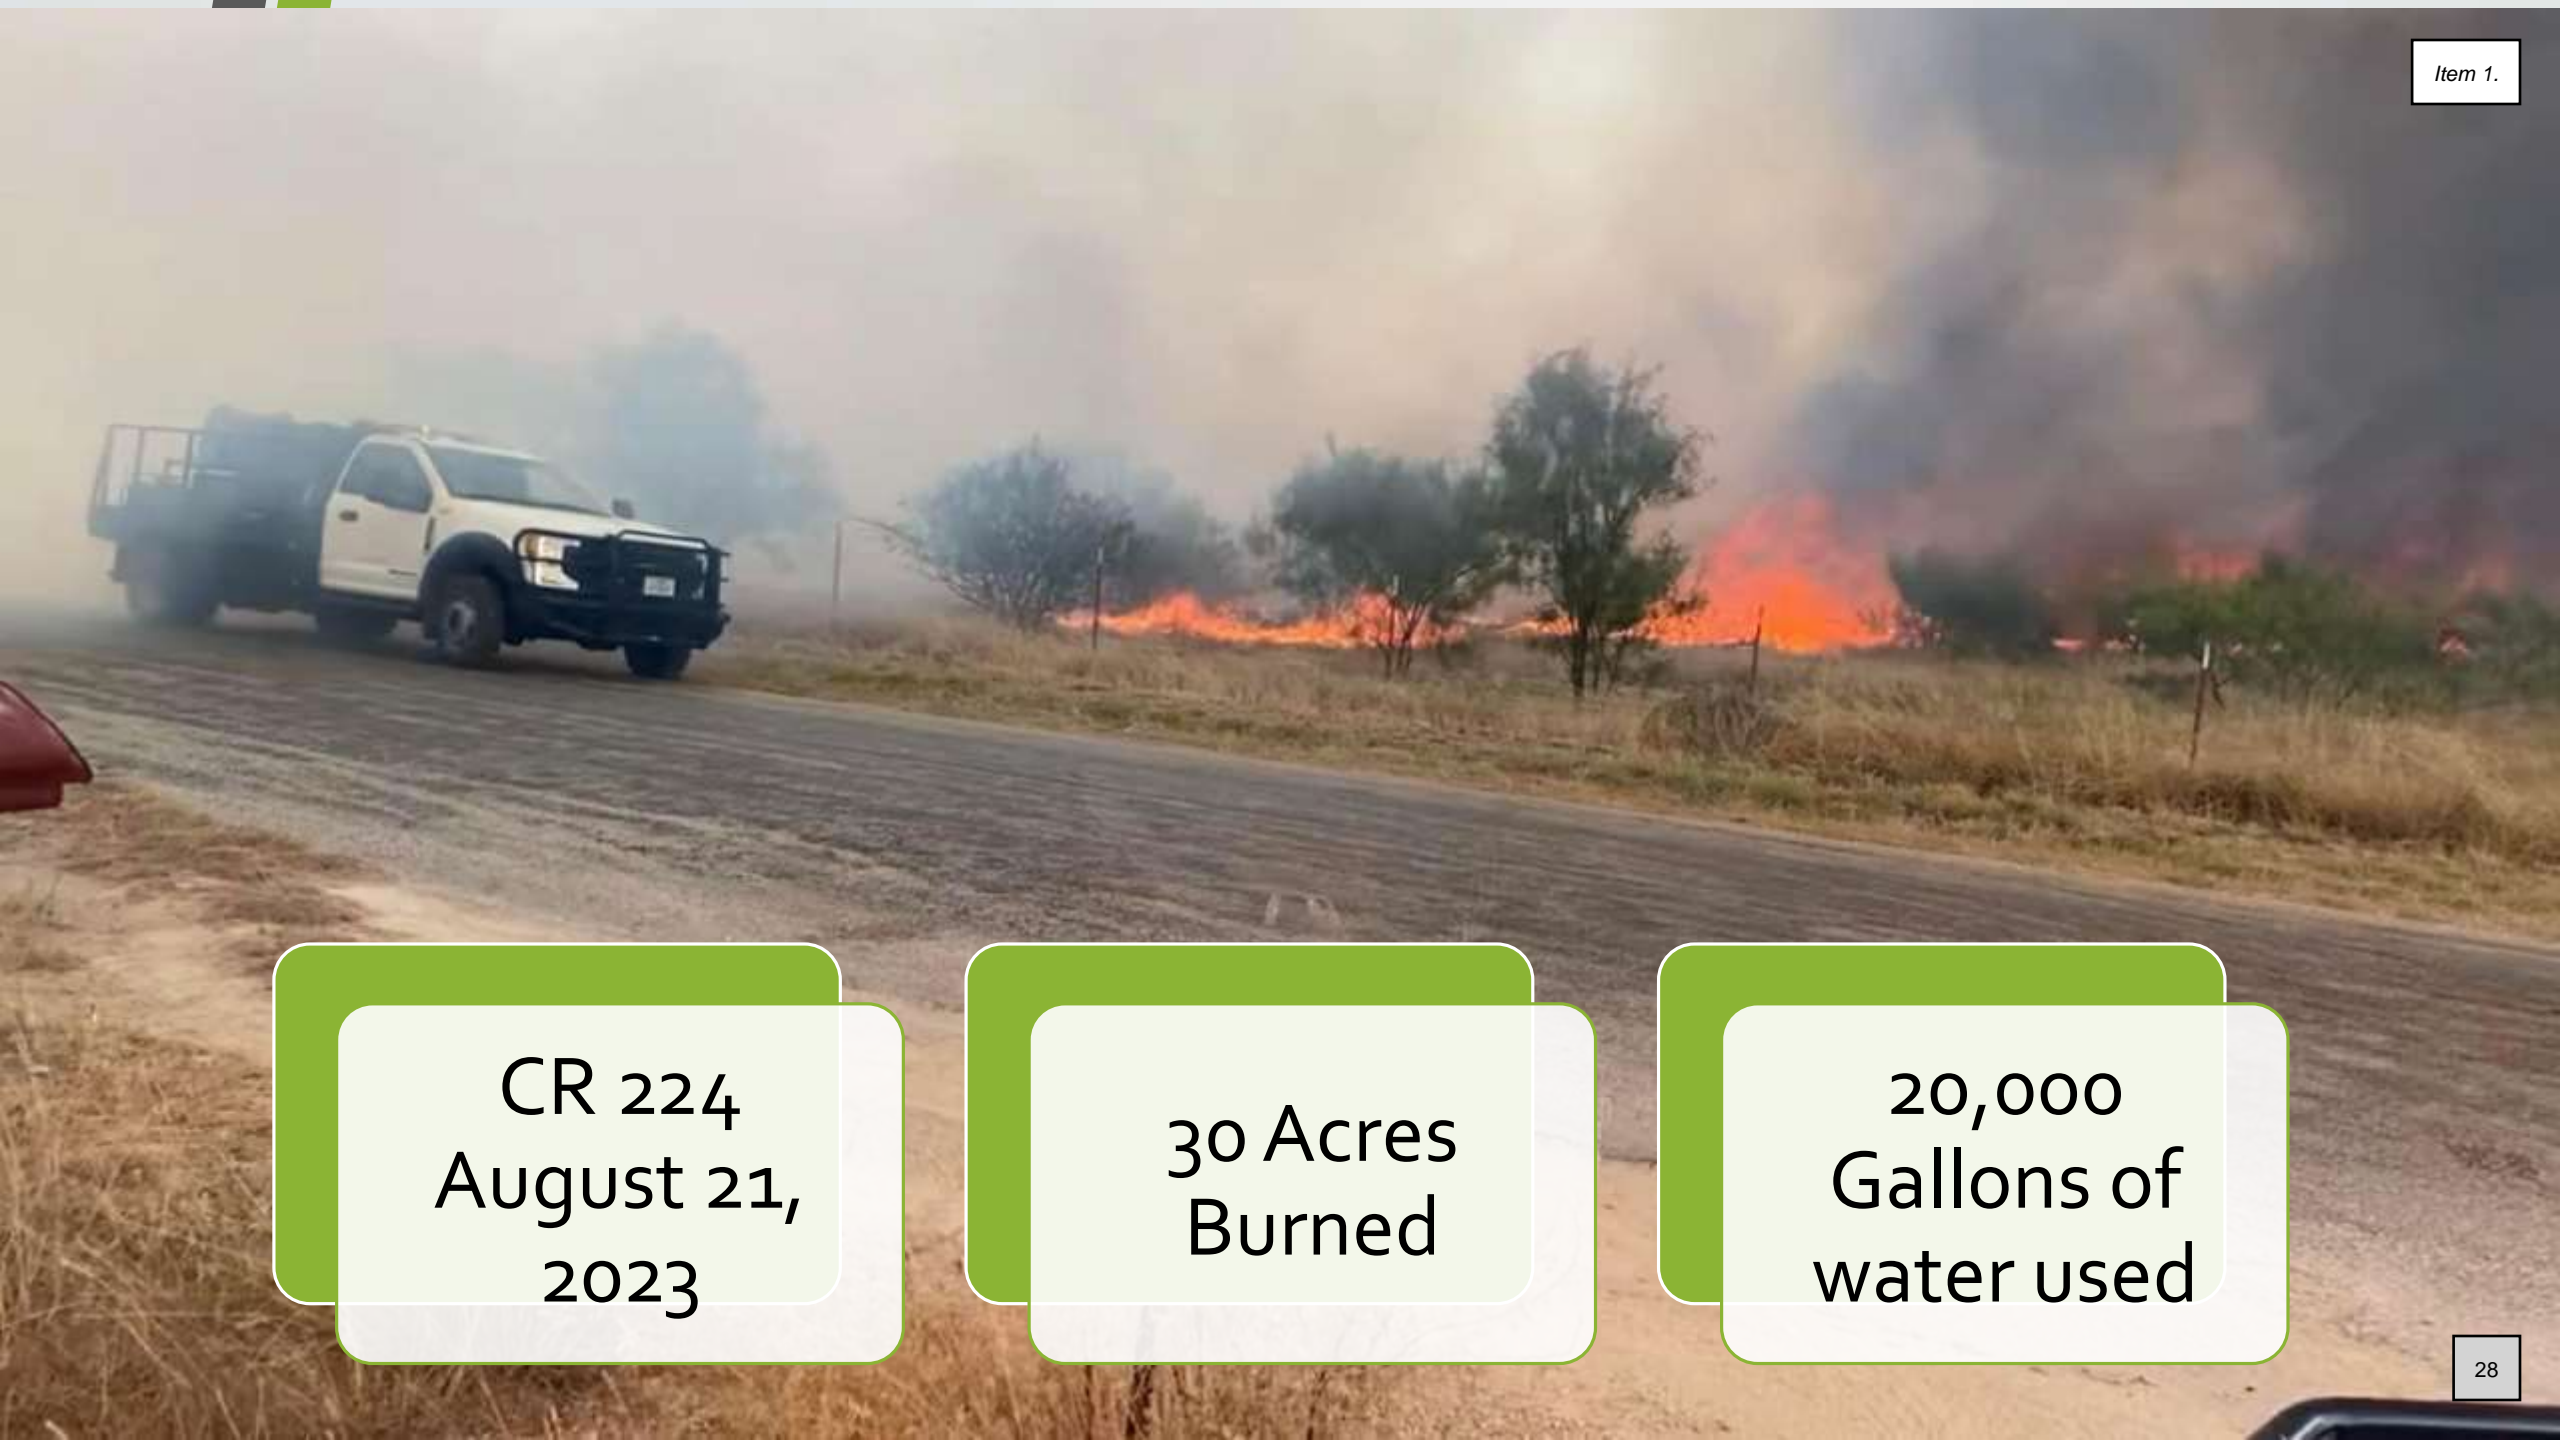 Item 1.
CR 224
August 21,
2023
30 Acres
Burned
20,000
Gallons of
water used
28